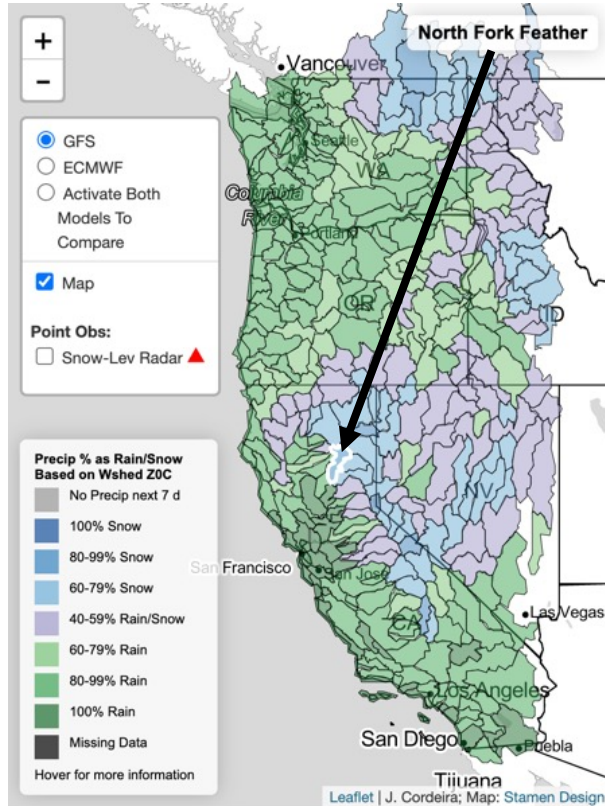 North Fork Feather
+
−
Vancouver
GFS
ECMWF
Activate Both
Models To
Compare
Map
Point Obs:
Snow-Lev Radar
Seattle
WA
Columbia
River
Portland
OR
ID
Precip % as Rain/Snow
Based on Wshed Z0C
No Precip next 7 d
100% Snow
80-99% Snow
60-79% Snow
40-59% Rain/Snow
60-79% Rain
80-99% Rain
100% Rain
Missing Data
Hover for more information
NV
San Francisco
San Jose
CA
Las Vegas
Los Angeles
San Diego
Puebla
Tijuana
Leaflet | J. Cordeira; Map: Stamen Design